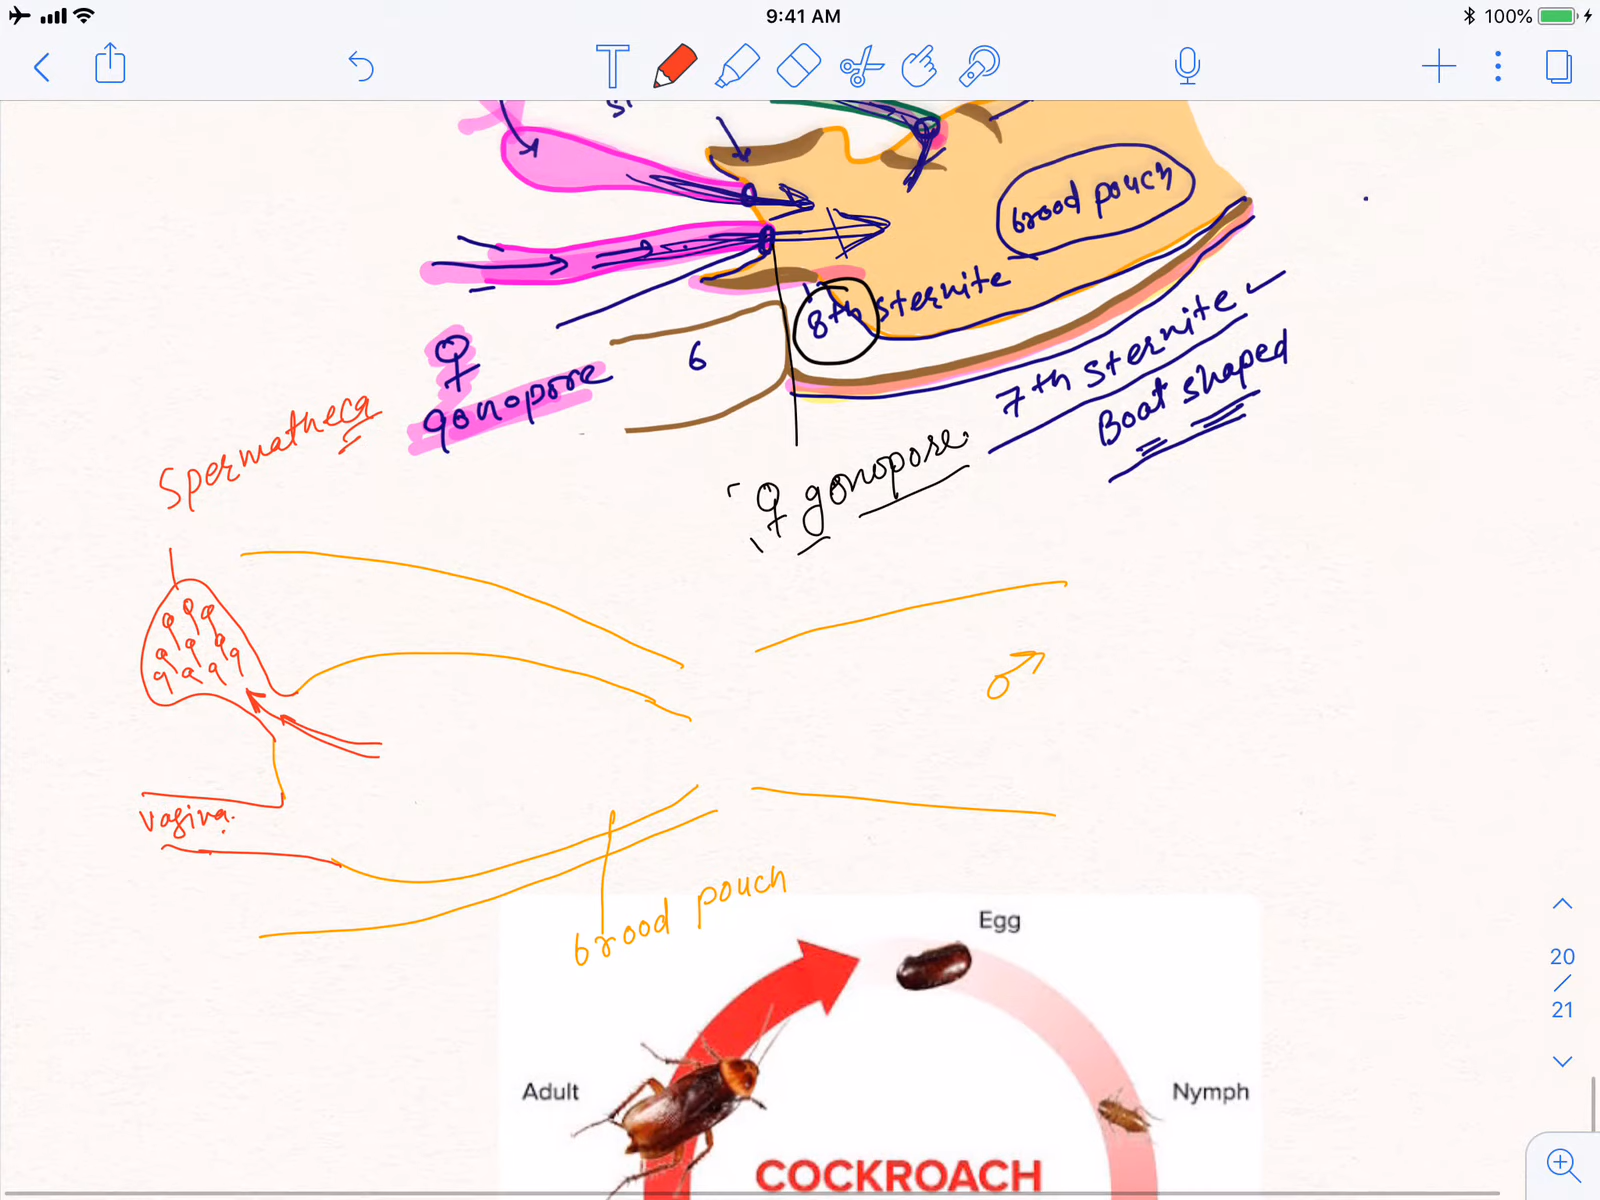 9:41 AM
100%
T
brood pouch
8th sternite
6
♀
gonopore
7th sternite
Boat shaped
Spermatheca
♀ gonopore
♂
vagina.
brood pouch
20
/
21
Egg
Adult
Nymph
COCKROACH